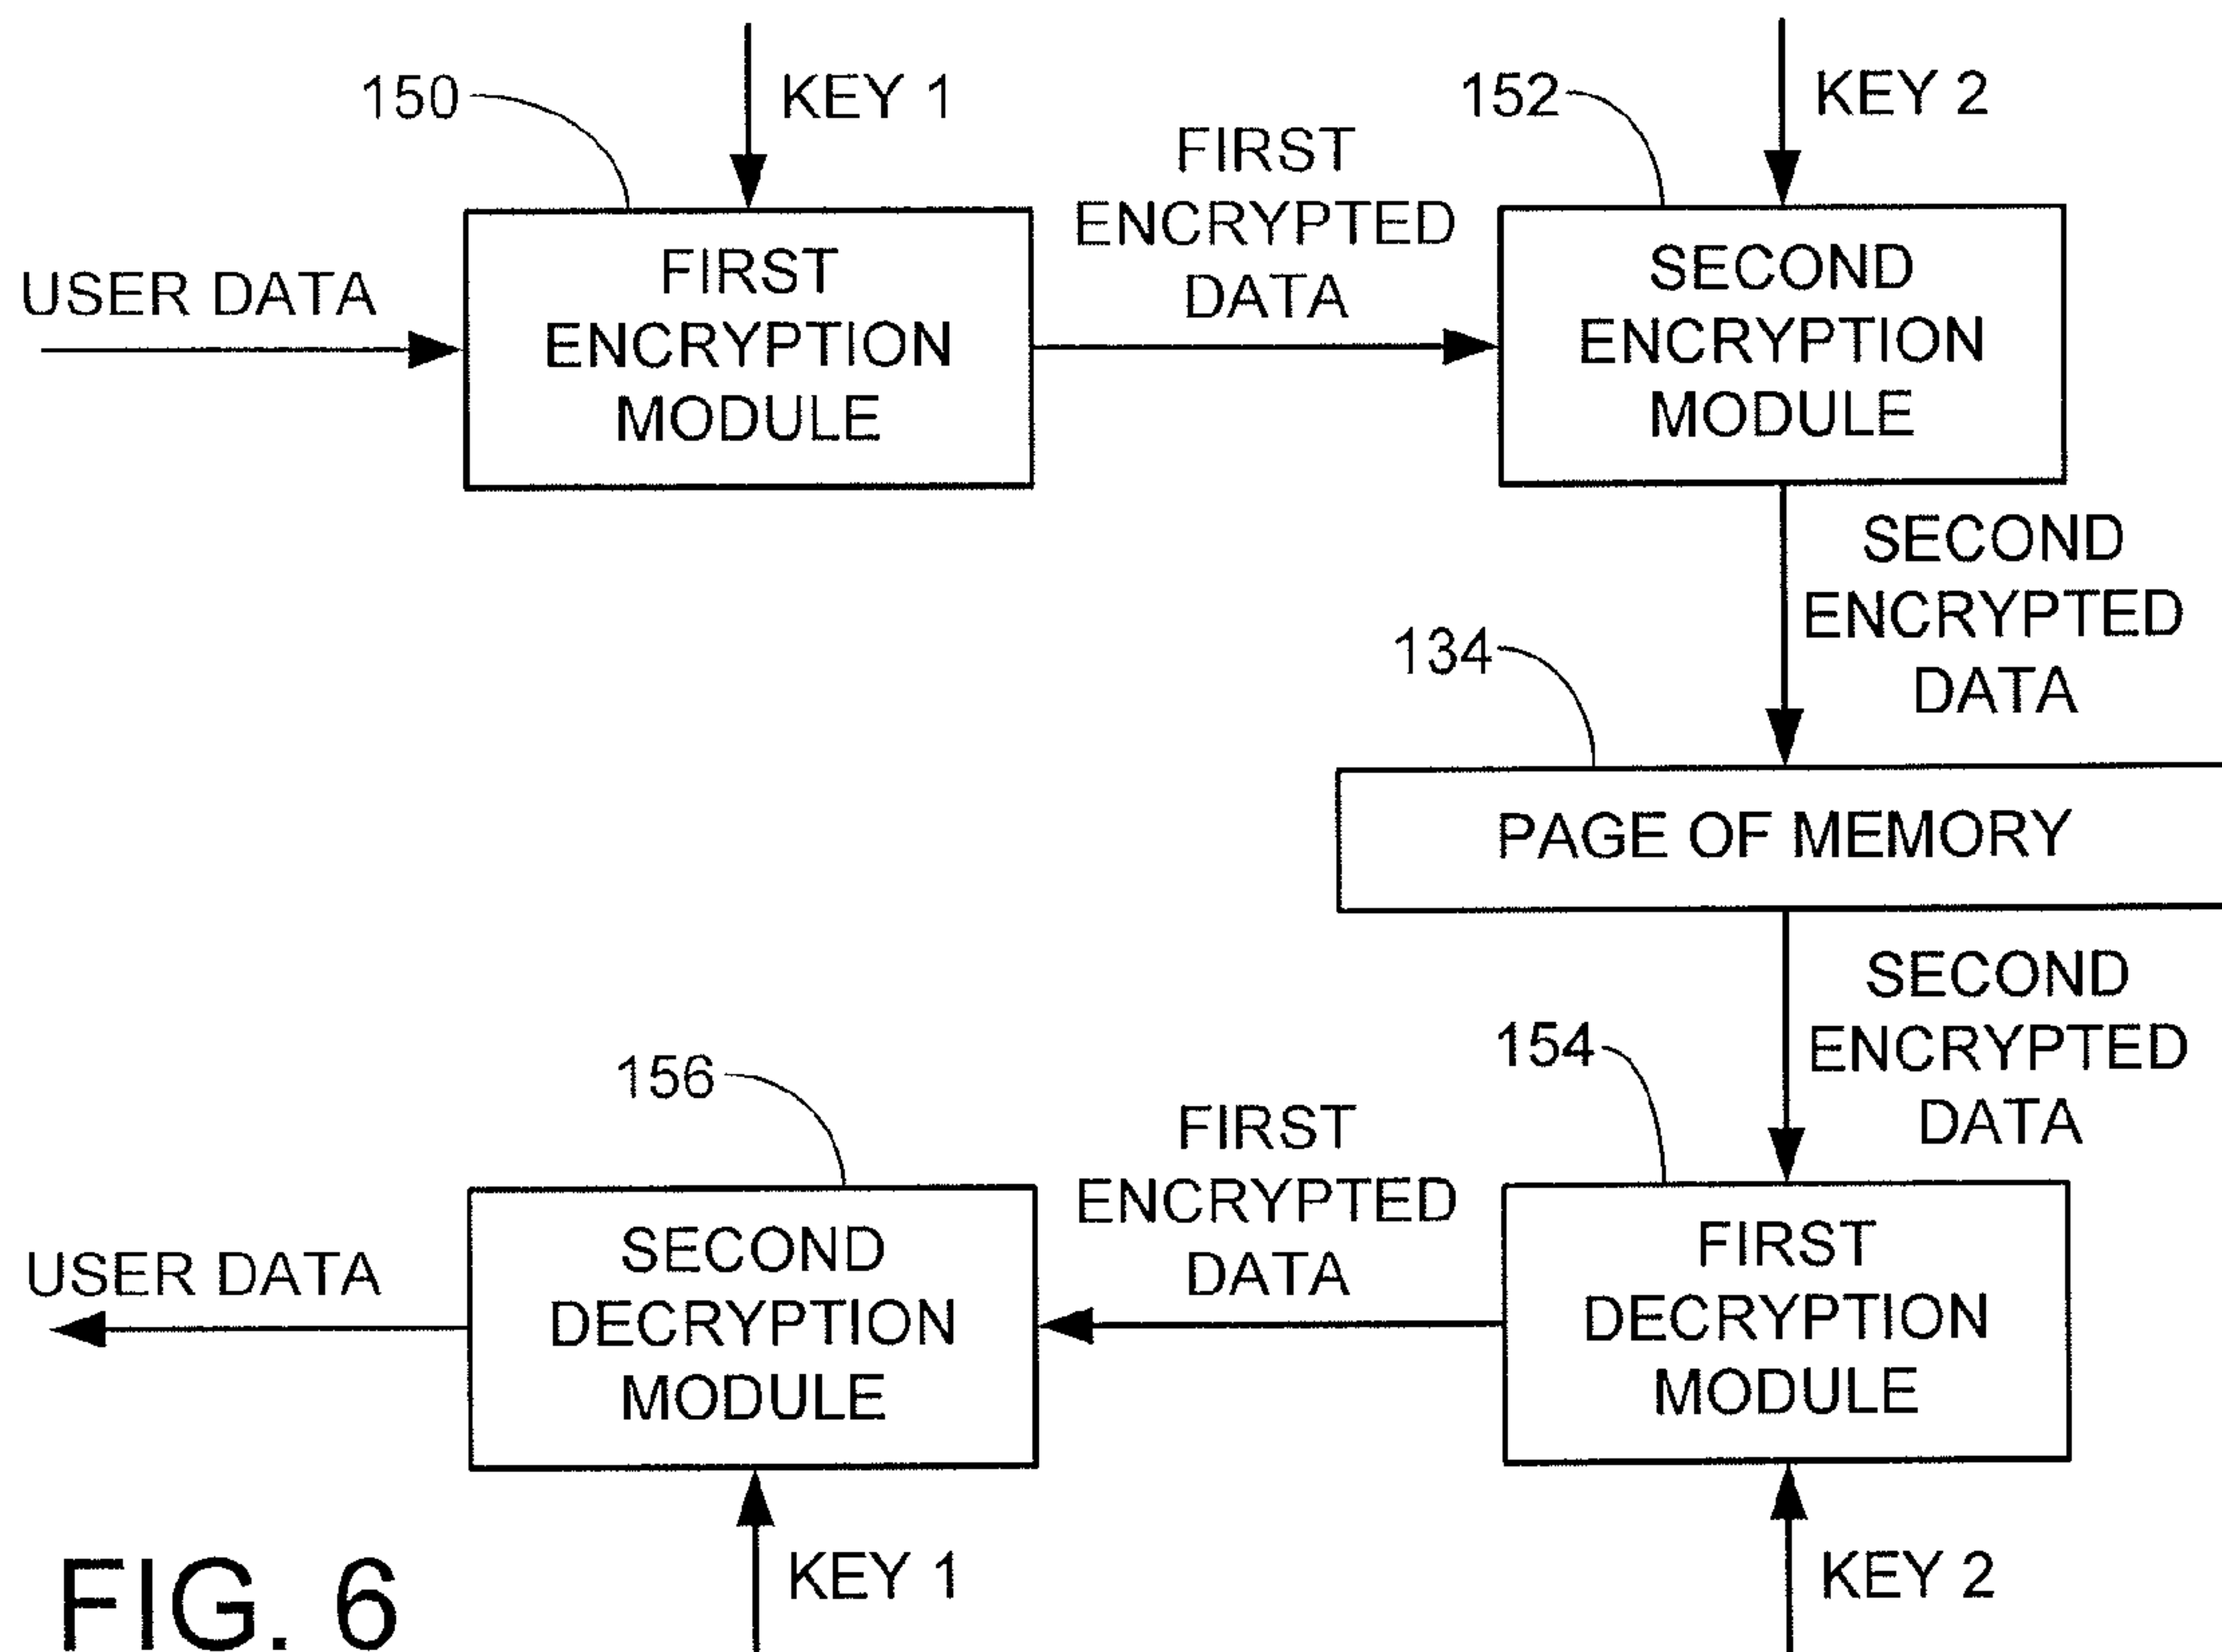 150
KEY 1
152
KEY 2
FIRST
ENCRYPTED
DATA
USER DATA
FIRST
ENCRYPTION
MODULE
SECOND
ENCRYPTION
MODULE
SECOND
ENCRYPTED
DATA
134
PAGE OF MEMORY
SECOND
ENCRYPTED
DATA
154
156
FIRST
ENCRYPTED
DATA
USER DATA
SECOND
DECRYPTION
MODULE
FIRST
DECRYPTION
MODULE
KEY 1
KEY 2
FIG. 6